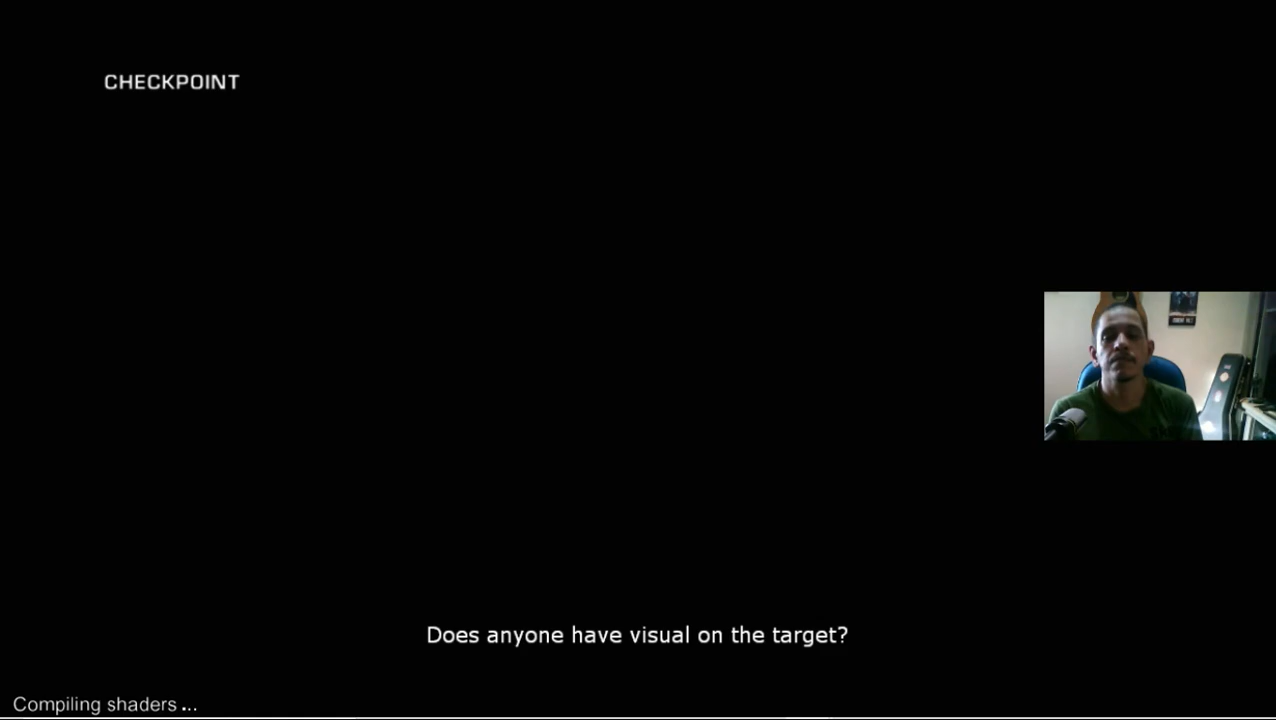 CHECKPOINT
Does anyone have visual on the target?
Compiling shaders ...